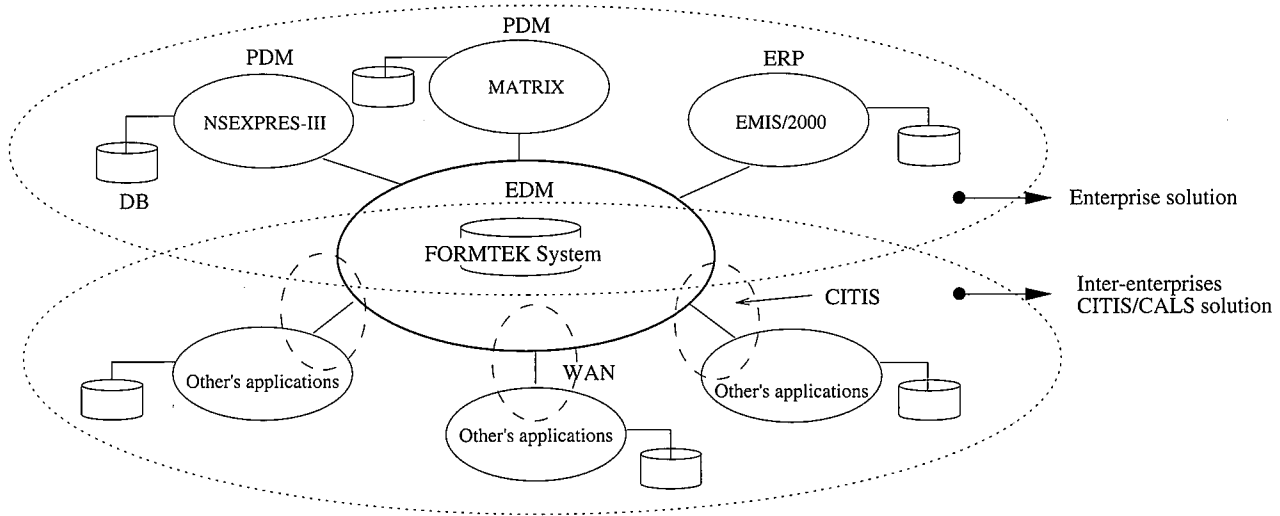 PDM
PDM
ERP
MATRIX
NSEXPRES-III
EMIS/2000
DB
EDM
Enterprise solution
FORMTEK System
CITIS
Inter-enterprises
CITIS/CALS solution
Other's applications
WAN
Other's applications
Other's applications